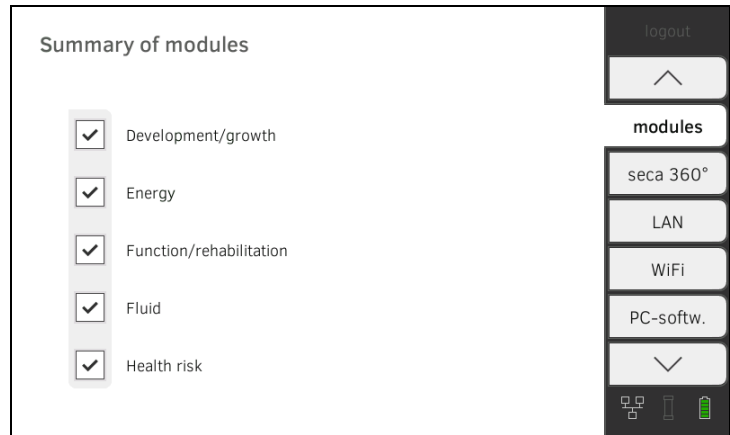 Summary of modules
Development/growth
Energy
Function/rehabilitation
Fluid
Health risk
logout
modules
seca 360°
LAN
WiFi
PC-softw.